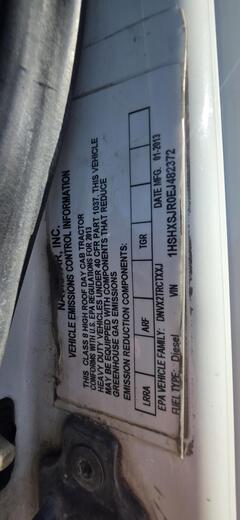 NA AR, INC.
VEHICLE EMISSIONS CONTROL INFORMATION
THIS CLASS 8 HIGH ROOF DAY CAB TRACTOR
CONFORMS WITH U.S. EPA REGULATIONS FOR 2013
HEAVY DUTY VEHICLES UNDER 40 CFR PART 1037. THIS VEHICLE
MAY BE EQUIPPED WITH COMPONENTS THAT REDUCE
GREENHOUSE GAS EMISSIONS
EMISSION REDUCTION COMPONENTS:
LRRA ARF TGR
EPA VEHICLE FAMILY: DNVX2TRCTXXJ DATE MFG. 01-2013
FUEL TYPE: Diesel VIN 1HSHXSJR0EJ482372